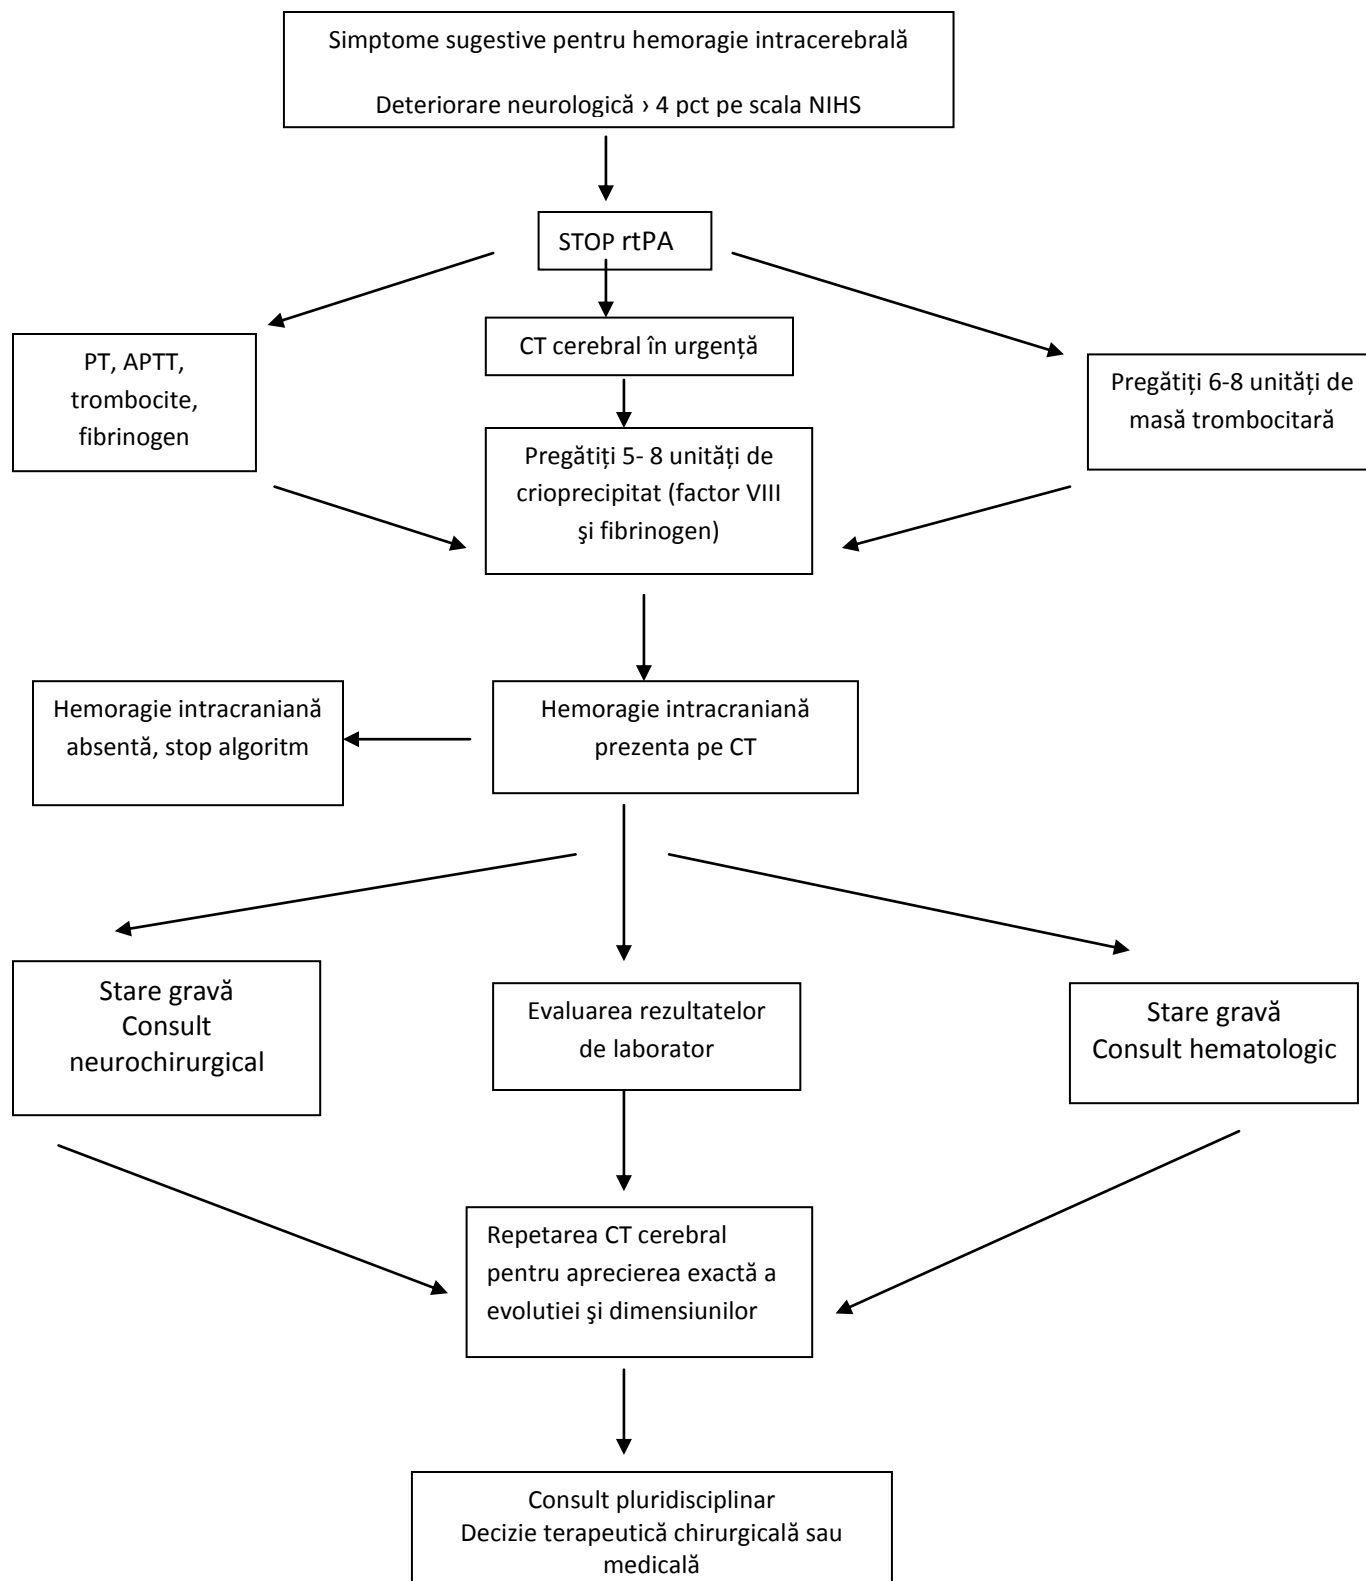 Simptome sugestive pentru hemoragie intracerebrală
Deteriorare neurologică › 4 pct pe scala NIHS
STOP rtPA
PT, APTT,
trombocite,
fibrinogen
CT cerebral în urgență
Pregătiți 6-8 unități de
masă trombocitară
Pregătiți 5- 8 unități de
crioprecipitat (factor VIII
şi fibrinogen)
Hemoragie intracraniană
absentă, stop algoritm
Hemoragie intracraniană
prezenta pe CT
Stare gravă
Consult
neurochirurgical
Evaluarea rezultatelor
de laborator
Stare gravă
Consult hematologic
Repetarea CT cerebral
pentru aprecierea exactă a
evolutiei şi dimensiunilor
Consult pluridisciplinar
Decizie terapeutică chirurgicală sau
medicală